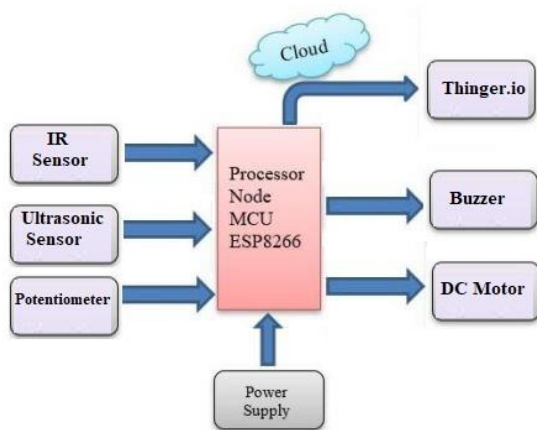 Cloud
Thinger.io
IR
Sensor
Processor
Node
MCU
ESP8266
Buzzer
Ultrasonic
Sensor
Potentiometer
DC Motor
Power
Supply